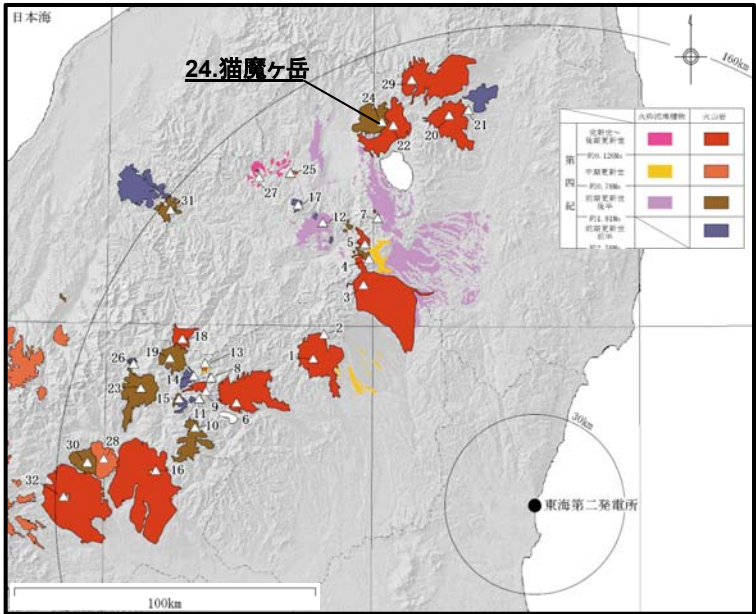 日本海
160km
24.猫魔ヶ岳
29
24
20
21
22
火砕流堆積物
火山岩
第四紀
完新世～
後期更新世
約0.126Ma
中期更新世
約0.78Ma
前期更新世
後半
約1.81Ma
前期更新世
前半
約2.58Ma
25
27
17
31
12
7
5
4
3
2
18
1
19
13
26
14
8
23
15
9
11
6
10
30km
28
30
16
32
東海第二発電所
100km